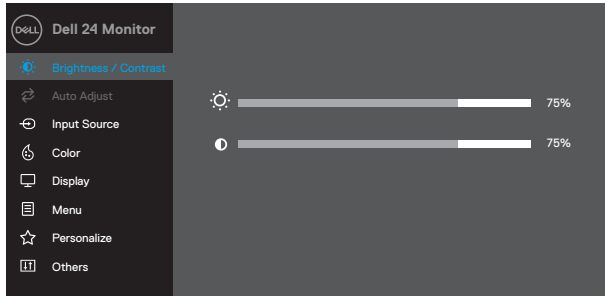 DELL Dell 24 Monitor
Brightness / Contrast
Auto Adjust
75%
Input Source
Color
75%
Display
Menu
Personalize
Others